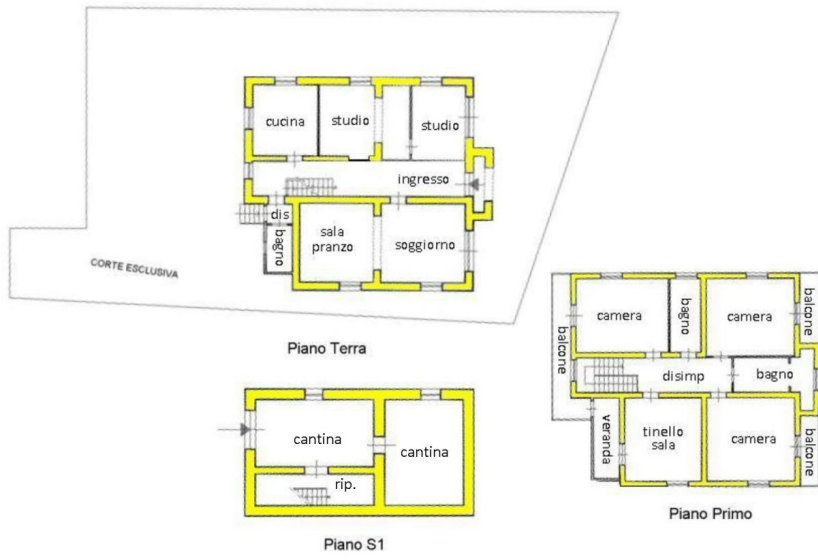 cucina
studio
studio
ingresso
dis
bagno
sala
pranzo
soggiorno
CORTE ESCLUSIVA
Piano Terra
cantina
cantina
rip.
Piano S1
balcone
camera
bagno
camera
balcone
disimp
bagno
veranda
tinello
sala
camera
balcone
Piano Primo